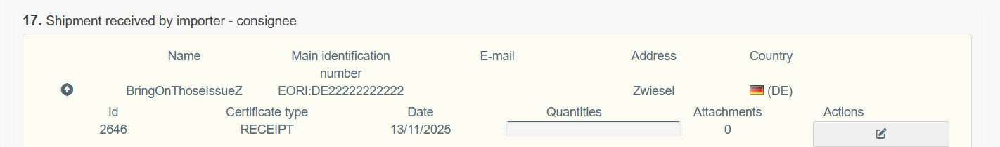 17. Shipment received by importer - consignee
Name Main identification number E-mail Address Country
BringOnThoseIssueZ EORI:DE22222222222 Zwiesel (DE)
Id Certificate type Date Quantities Attachments Actions
2646 RECEIPT 13/11/2025 0